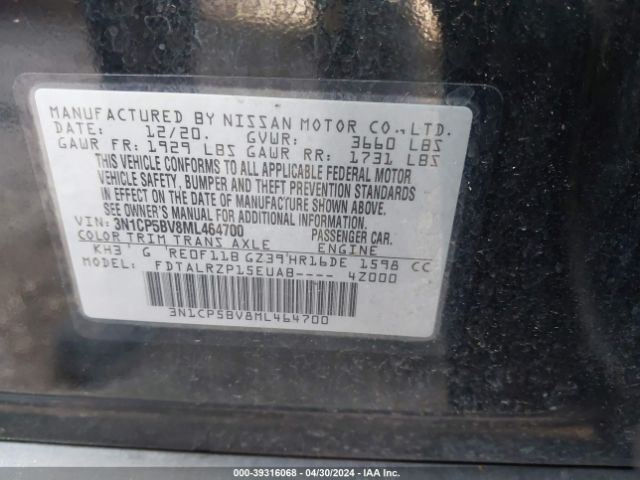 MANUFACTURED BY NISSAN MOTOR CO., LTD.
DATE: 12/20. GVWR: 3660 LBS
GAWR FR: 1929 LBS GAWR RR: 1731 LBS
THIS VEHICLE CONFORMS TO ALL APPLICABLE FEDERAL MOTOR
VEHICLE SAFETY, BUMPER AND THEFT PREVENTION STANDARDS
IN EFFECT ON THE DATE OF MANUFACTURE SHOWN ABOVE.
SEE OWNER'S MANUAL FOR ADDITIONAL INFORMATION.
VIN: 3N1CP5BV8ML464700 PASSENGER CAR.
COLOR TRIM TRANS AXLE ENGINE
KH3 G RE0F11B GZ39 HR16DE 1598 CC
MODEL: FDTALRZP15EUAB---- 4Z000
3N1CP5BV8ML464700
000-39316068 - 04/30/2024 - IAA Inc.